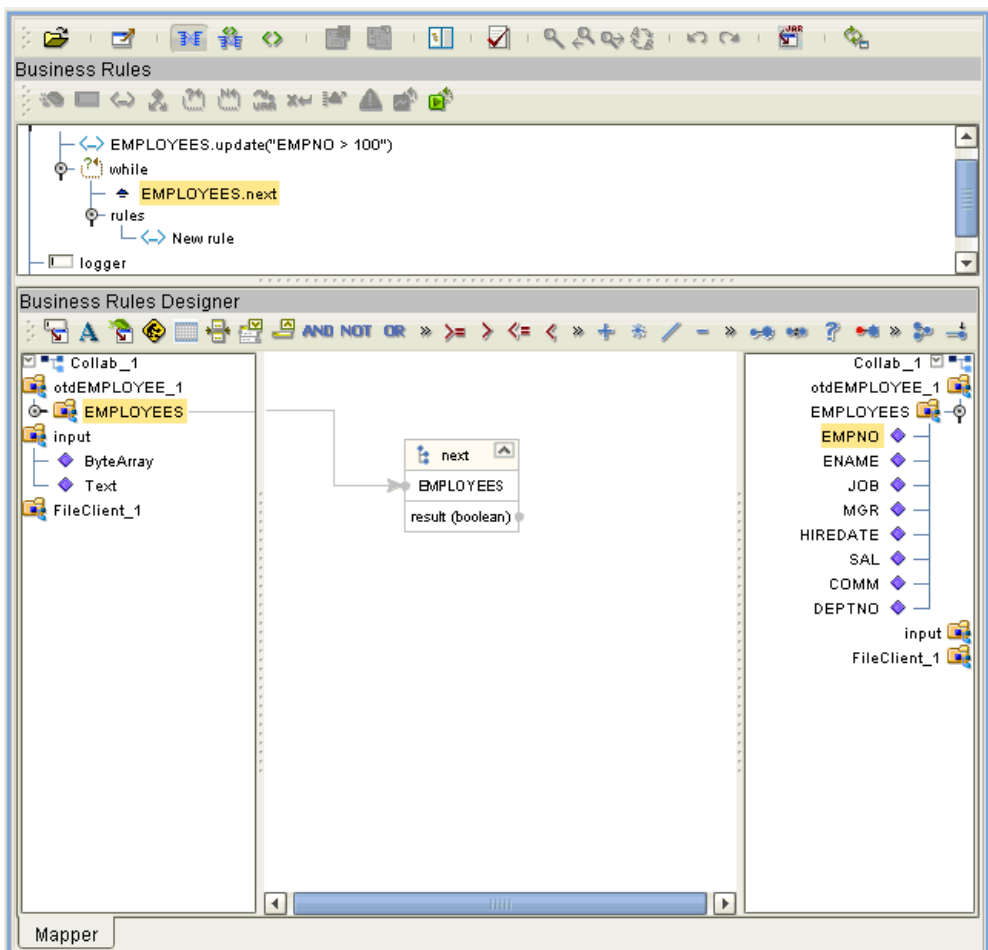 JAR
Business Rules
EMPLOYEES.update("EMPNO > 100")
while
EMPLOYEES.next
rules
New rule
logger
Business Rules Designer
A AND NOT OR » >= > <= < » + * / - » ? »
Collab_1
otdEMPLOYEE_1
EMPLOYEES
input
ByteArray
Text
FileClient_1
next
EMPLOYEES
result (boolean)
Collab_1
otdEMPLOYEE_1
EMPLOYEES
EMPNO
ENAME
JOB
MGR
HIREDATE
SAL
COMM
DEPTNO
input
FileClient_1
Mapper